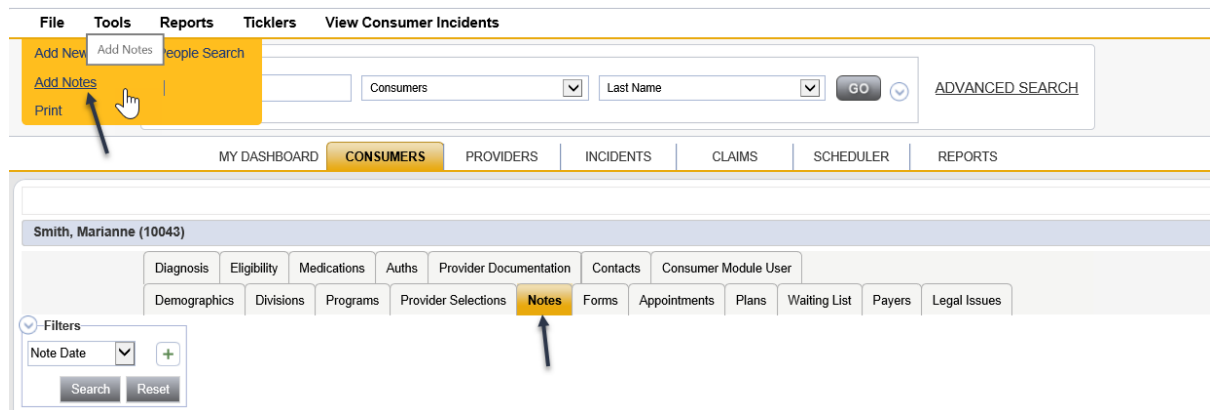 File Tools Reports Ticklers View Consumer Incidents
Add New People Search
Add Notes
Add Notes
Consumers Last Name GO ADVANCED SEARCH
Print
MY DASHBOARD CONSUMERS PROVIDERS INCIDENTS CLAIMS SCHEDULER REPORTS
Smith, Marianne (10043)
Diagnosis Eligibility Medications Auths Provider Documentation Contacts Consumer Module User
Demographics Divisions Programs Provider Selections Notes Forms Appointments Plans Waiting List Payers Legal Issues
Filters
Note Date
Search Reset